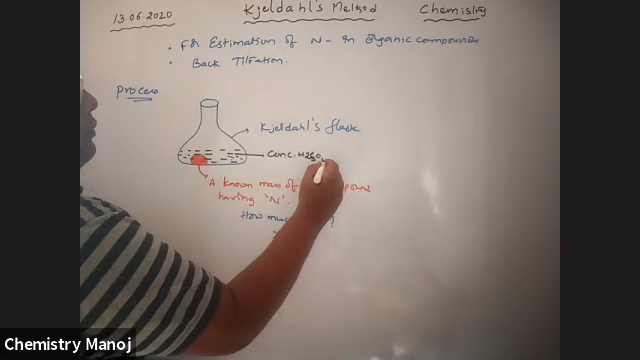 13.06.2020
Kjeldahl's Method
Chemistry
• For Estimation of N- in Organic compounds
• Back Titration.
Process
Kjeldahl's flask
Conc. H2SO4
A known mass of pound
having 'N'.
How ?
Chemistry Manoj